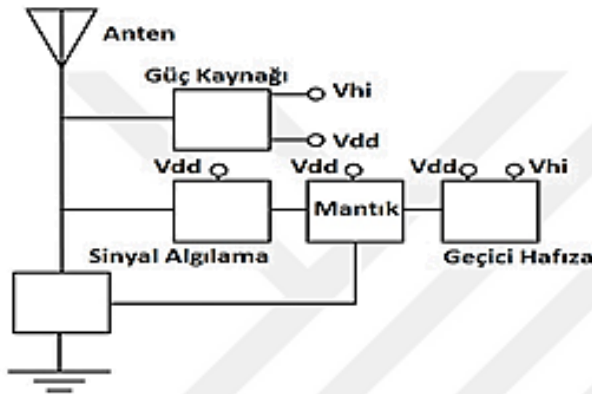 Anten
Güç Kaynağı
Vhi
Vdd
Vdd Vdd Vdd Vhi
Mantık
Sinyal Algılama Geçici Hafıza